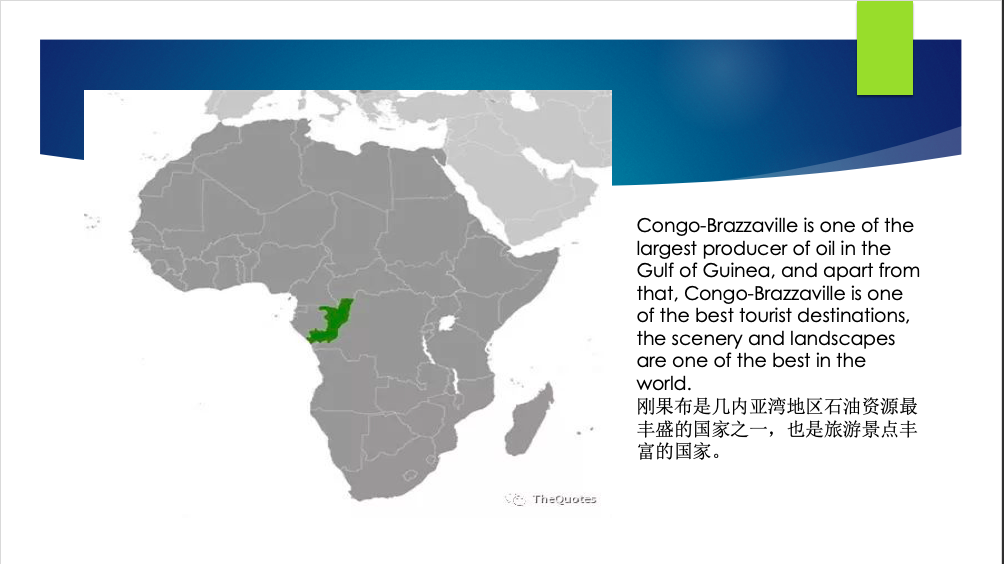 Congo-Brazzaville is one of the
largest producer of oil in the
Gulf of Guinea, and apart from
that, Congo-Brazzaville is one
of the best tourist destinations,
the scenery and landscapes
are one of the best in the
world.
刚果布是几内亚湾地区石油资源最
丰盛的国家之一，也是旅游景点丰
富的国家。
TheQuotes